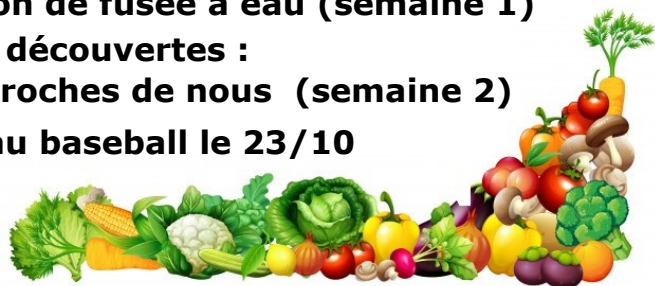 on de fusée à eau (semaine 1)
découvertes :
roches de nous (semaine 2)
au baseball le 23/10